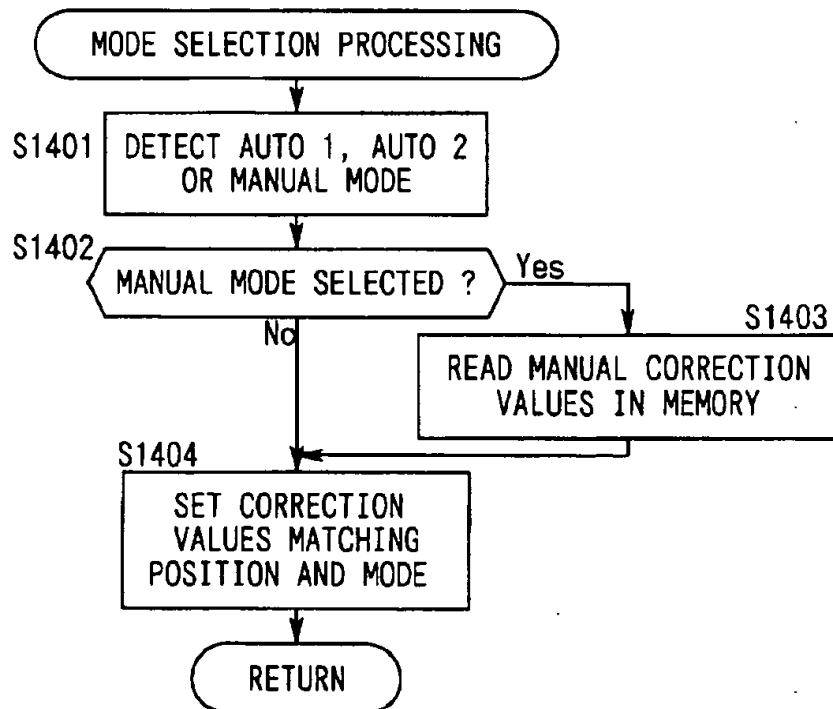 MODE SELECTION PROCESSING
S1401
DETECT AUTO 1, AUTO 2
OR MANUAL MODE
S1402
MANUAL MODE SELECTED ?
Yes
No
S1403
READ MANUAL CORRECTION
VALUES IN MEMORY
S1404
SET CORRECTION
VALUES MATCHING
POSITION AND MODE
RETURN